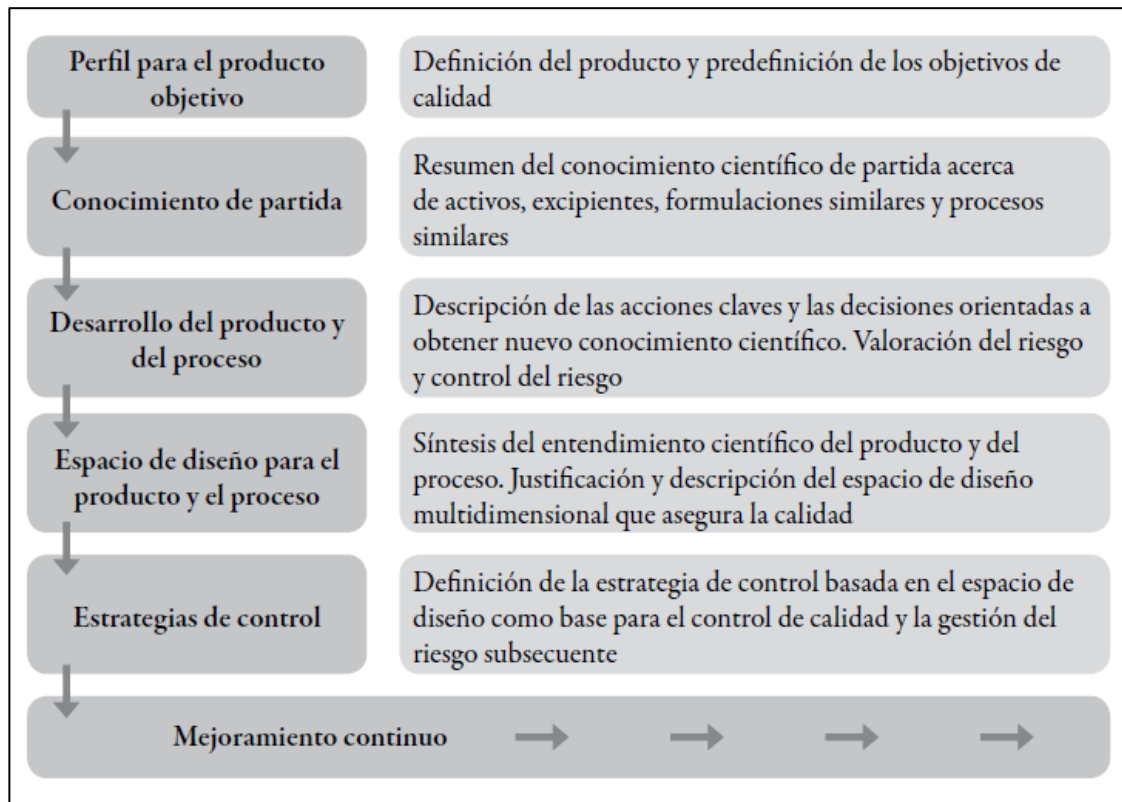 Perfil para el producto
objetivo
Definición del producto y predefinición de los objetivos de
calidad
Conocimiento de partida
Resumen del conocimiento científico de partida acerca
de activos, excipientes, formulaciones similares y procesos
similares
Desarrollo del producto y
del proceso
Descripción de las acciones claves y las decisiones orientadas a
obtener nuevo conocimiento científico. Valoración del riesgo
y control del riesgo
Espacio de diseño para el
producto y el proceso
Síntesis del entendimiento científico del producto y del
proceso. Justificación y descripción del espacio de diseño
multidimensional que asegura la calidad
Estrategias de control
Definición de la estrategia de control basada en el espacio de
diseño como base para el control de calidad y la gestión del
riesgo subsecuente
Mejoramiento continuo